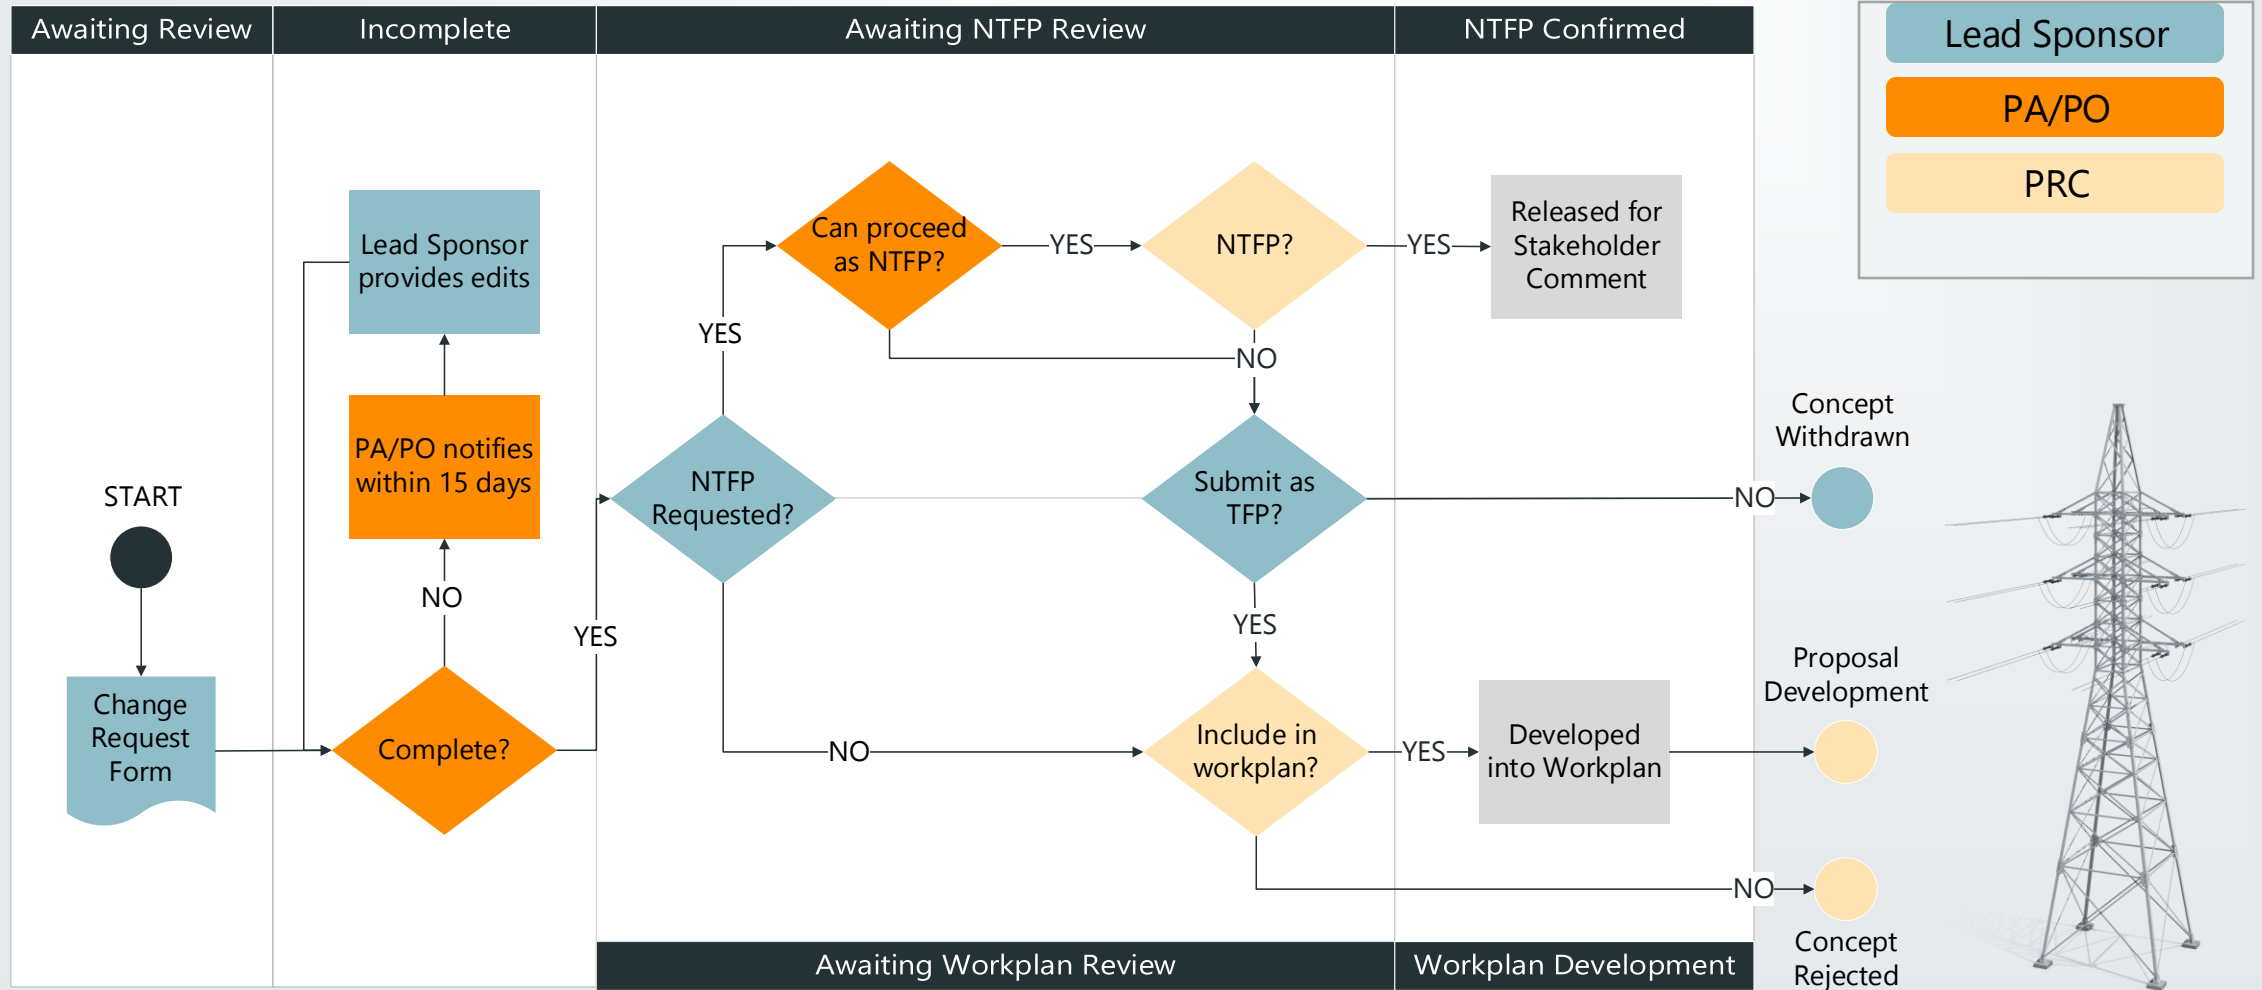 Awaiting Review
Incomplete
Awaiting NTFP Review
NTFP Confirmed
Lead Sponsor
PA/PO
PRC
Lead Sponsor
provides edits
Can proceed
as NTFP?
YES
NTFP?
YES
Released for
Stakeholder
Comment
YES
NO
PA/PO notifies
within 15 days
NTFP
Requested?
Submit as
TFP?
NO
Concept
Withdrawn
START
NO
YES
YES
Change
Request
Form
Complete?
NO
Include in
workplan?
YES
Developed
into Workplan
Proposal
Development
NO
Concept
Rejected
Awaiting Workplan Review
Workplan Development